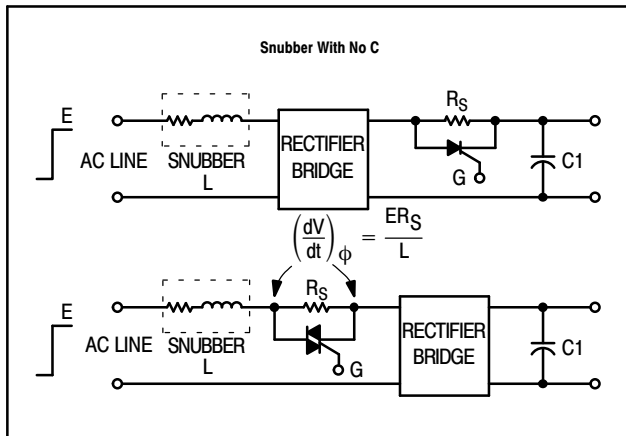 Snubber With No C
E
AC LINE
SNUBBER
L
RECTIFIER
BRIDGE
RS
G
C1
(dV/dt)ϕ = ERS/L
E
AC LINE
SNUBBER
L
RS
G
RECTIFIER
BRIDGE
C1